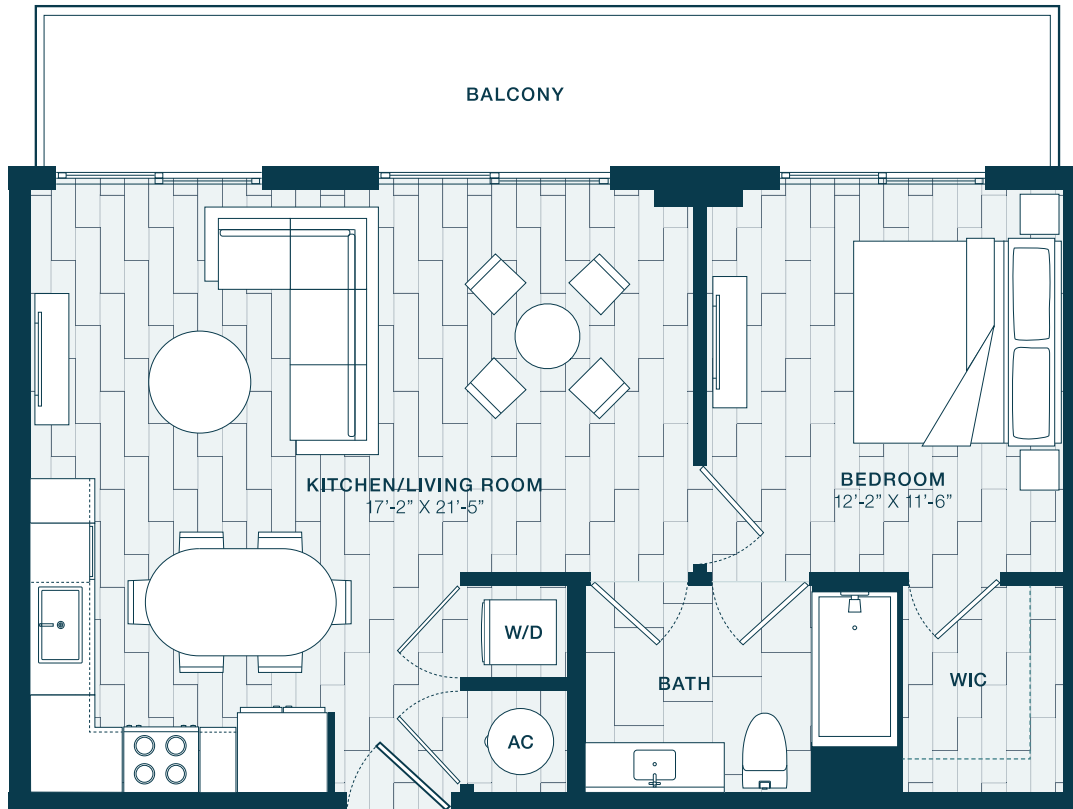 BALCONY
KITCHEN/LIVING ROOM
17’-2” X 21’-5”
BEDROOM
12’-2” X 11’-6”
W/D
BATH
WIC
AC